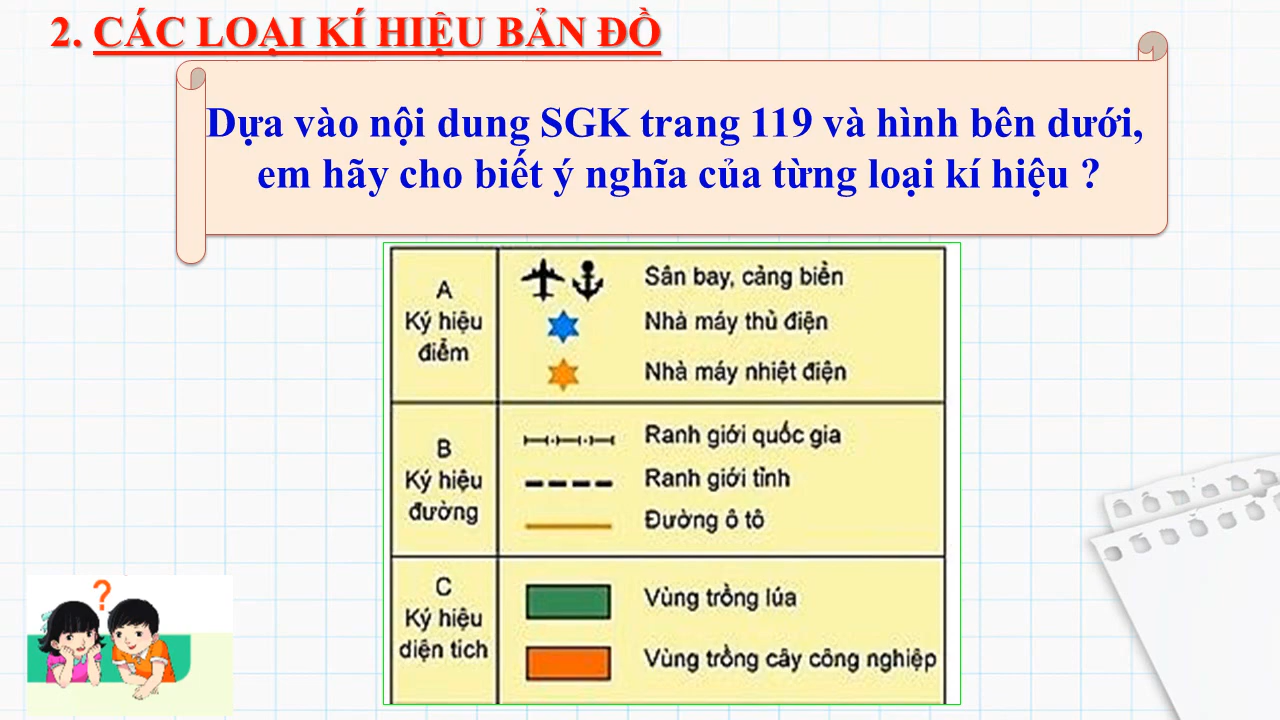 2. CÁC LOẠI KÍ HIỆU BẢN ĐỒ
Dựa vào nội dung SGK trang 119 và hình bên dưới,
em hãy cho biết ý nghĩa của từng loại kí hiệu ?
A
Ký hiệu
điểm
Sân bay, cảng biển
Nhà máy thủ điện
Nhà máy nhiệt điện
B
Ký hiệu
đường
Ranh giới quốc gia
Ranh giới tỉnh
Đường ô tô
C
Ký hiệu
diện tich
Vùng trồng lúa
Vùng trồng cây công nghiệp
?